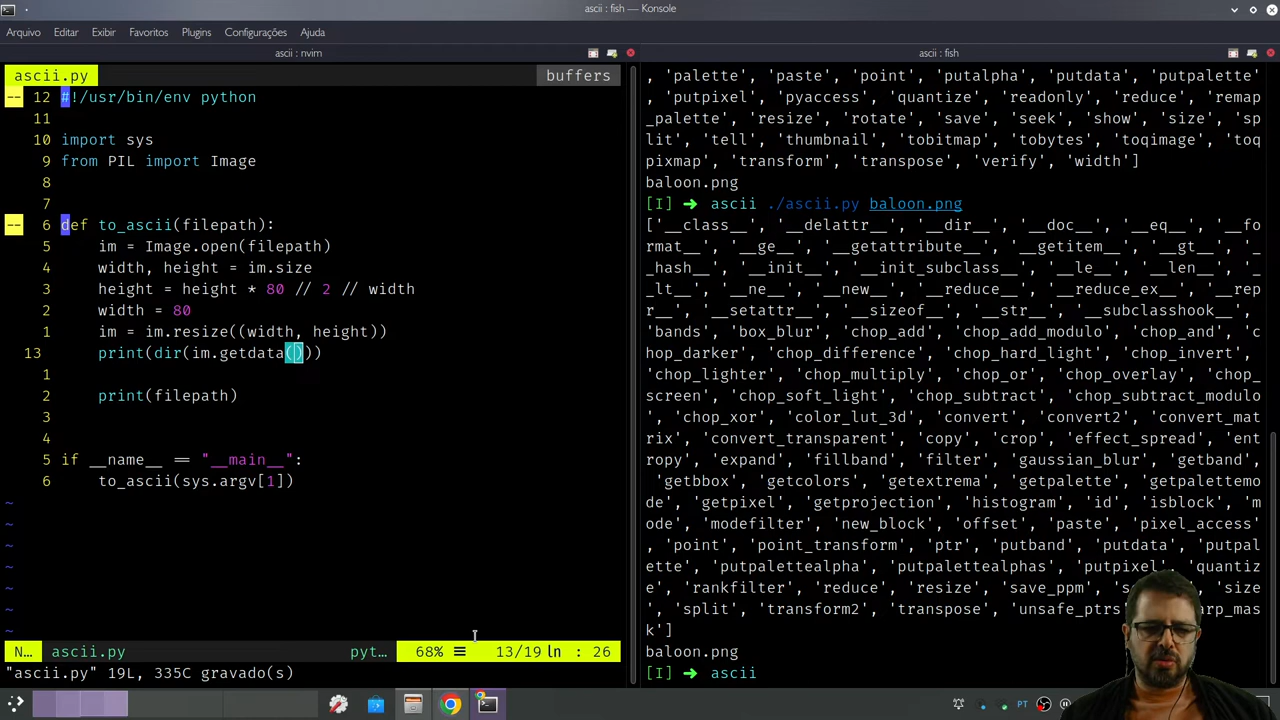 ascii : fish — Konsole
Arquivo Editar Exibir Favoritos Plugins Configurações Ajuda
ascii : nvim
ascii.py buffers
12 #!/usr/bin/env python
11
10 import sys
9 from PIL import Image
8
7
6 def to_ascii(filepath):
5 im = Image.open(filepath)
4 width, height = im.size
3 height = height * 80 // 2 // width
2 width = 80
1 im = im.resize((width, height))
13 print(dir(im.getdata()))
1
2 print(filepath)
3
4
5 if __name__ == "__main__":
6 to_ascii(sys.argv[1])
~
~
~
~
~
~
~
N... ascii.py pyt... 68% ☰ 13/19 ln : 26
"ascii.py" 19L, 335C gravado(s)
ascii : fish
, 'palette', 'paste', 'point', 'putalpha', 'putdata', 'putpalette'
, 'putpixel', 'pyaccess', 'quantize', 'readonly', 'reduce', 'remap
_palette', 'resize', 'rotate', 'save', 'seek', 'show', 'size', 'sp
lit', 'tell', 'thumbnail', 'tobitmap', 'tobytes', 'toqimage', 'toq
pixmap', 'transform', 'transpose', 'verify', 'width']
baloon.png
[I] ➜ ascii ./ascii.py baloon.png
['__class__', '__delattr__', '__dir__', '__doc__', '__eq__', '__fo
rmat__', '__ge__', '__getattribute__', '__getitem__', '__gt__', '_
_hash__', '__init__', '__init_subclass__', '__le__', '__len__', '_
_lt__', '__ne__', '__new__', '__reduce__', '__reduce_ex__', '__rep
r__', '__setattr__', '__sizeof__', '__str__', '__subclasshook__',
'bands', 'box_blur', 'chop_add', 'chop_add_modulo', 'chop_and', 'c
hop_darker', 'chop_difference', 'chop_hard_light', 'chop_invert',
'chop_lighter', 'chop_multiply', 'chop_or', 'chop_overlay', 'chop_
screen', 'chop_soft_light', 'chop_subtract', 'chop_subtract_modulo
', 'chop_xor', 'color_lut_3d', 'convert', 'convert2', 'convert_mat
rix', 'convert_transparent', 'copy', 'crop', 'effect_spread', 'ent
ropy', 'expand', 'fillband', 'filter', 'gaussian_blur', 'getband',
'getbbox', 'getcolors', 'getextrema', 'getpalette', 'getpalettemo
de', 'getpixel', 'getprojection', 'histogram', 'id', 'isblock', 'm
ode', 'modefilter', 'new_block', 'offset', 'paste', 'pixel_access'
, 'point', 'point_transform', 'ptr', 'putband', 'putdata', 'putpal
ette', 'putpalettealpha', 'putpalettealphas', 'putpixel', 'quantiz
e', 'rankfilter', 'reduce', 'resize', 'save_ppm', 'size
', 'split', 'transform2', 'transpose', 'unsafe_ptrs
k']
baloon.png
[I] ➜ ascii
PT